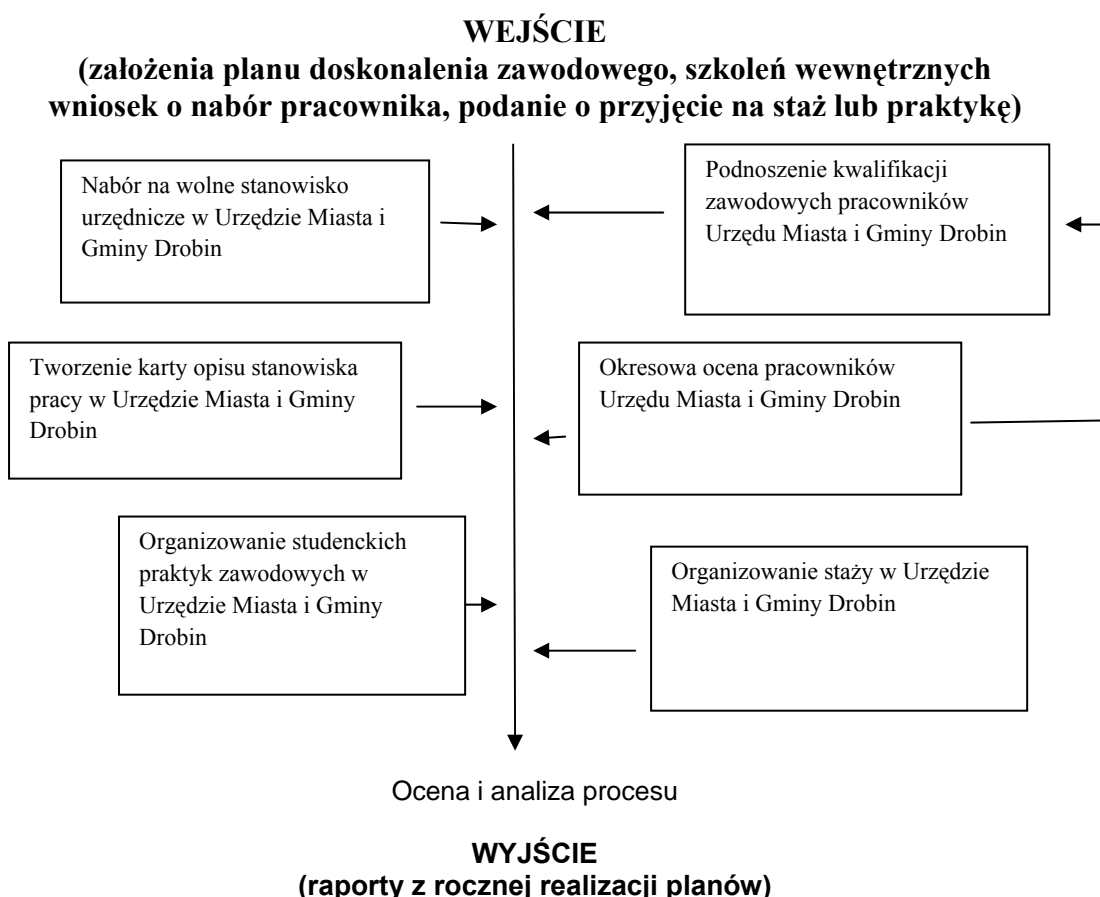 WEJŚCIE
(założenia planu doskonalenia zawodowego, szkoleń wewnętrznych
wniosek o nabór pracownika, podanie o przyjęcie na staż lub praktykę)
Nabór na wolne stanowisko
urzędnicze w Urzędzie Miasta i
Gminy Drobin
Podnoszenie kwalifikacji
zawodowych pracowników
Urzędu Miasta i Gminy Drobin
Tworzenie karty opisu stanowiska
pracy w Urzędzie Miasta i Gminy
Drobin
Okresowa ocena pracowników
Urzędu Miasta i Gminy Drobin
Organizowanie studenckich
praktyk zawodowych w
Urzędzie Miasta i Gminy
Drobin
Organizowanie staży w Urzędzie
Miasta i Gminy Drobin
Ocena i analiza procesu
WYJŚCIE
(raporty z rocznej realizacji planów)